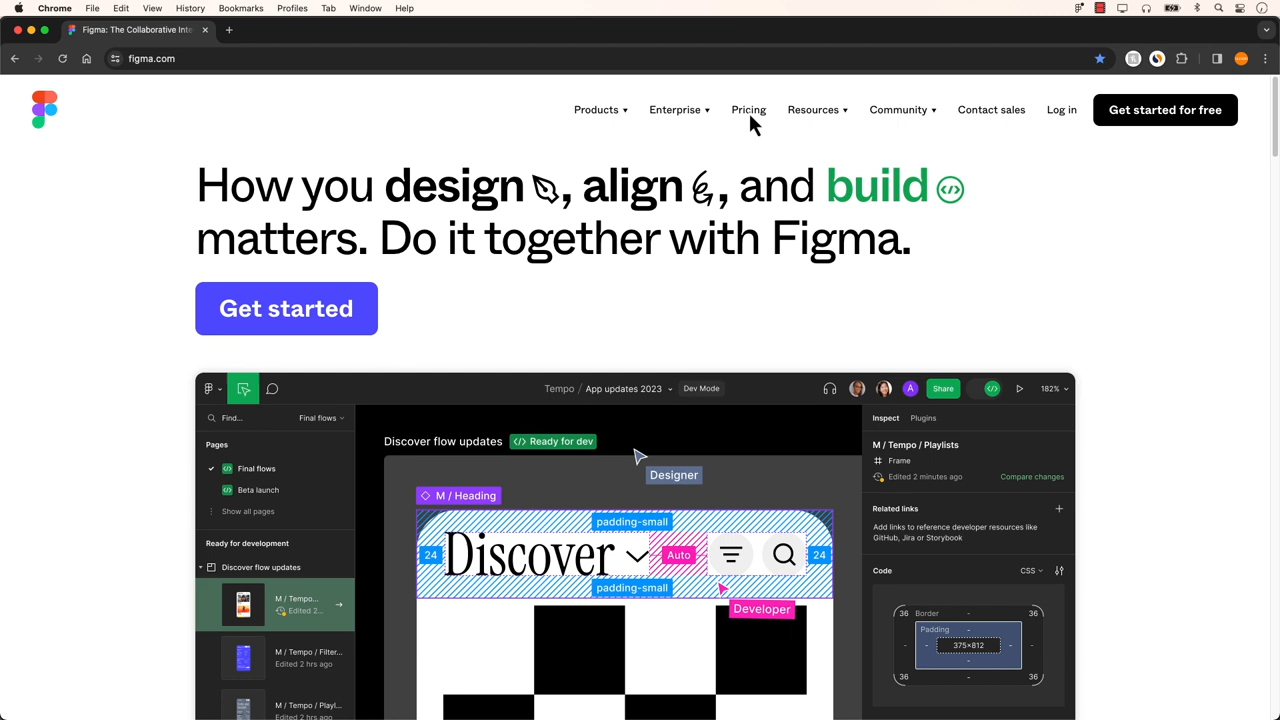 Chrome File Edit View History Bookmarks Profiles Tab Window Help
Figma: The Collaborative Inte
figma.com
Products Enterprise Pricing Resources Community Contact sales Log in Get started for free
How you design, align, and build
matters. Do it together with Figma.
Get started
Tempo / App updates 2023 Dev Mode A Share 182%
Find... Final flows
Inspect Plugins
Pages
Final flows
Beta launch
Show all pages
Ready for development
Discover flow updates
M / Tempo...
Edited 2...
M / Tempo / Filter...
Edited 2 hrs ago
M / Tempo / Playl...
Edited 2 hrs ago
Discover flow updates Ready for dev
Designer
M / Heading
padding-small
24 Discover Auto 24
padding-small
Developer
M / Tempo / Playlists
Frame
Edited 2 minutes ago Compare changes
Related links
Add links to reference developer resources like
GitHub, Jira or Storybook
Code CSS
36 Border - 36
Padding -
- - 375×812 - -
-
36 - 36